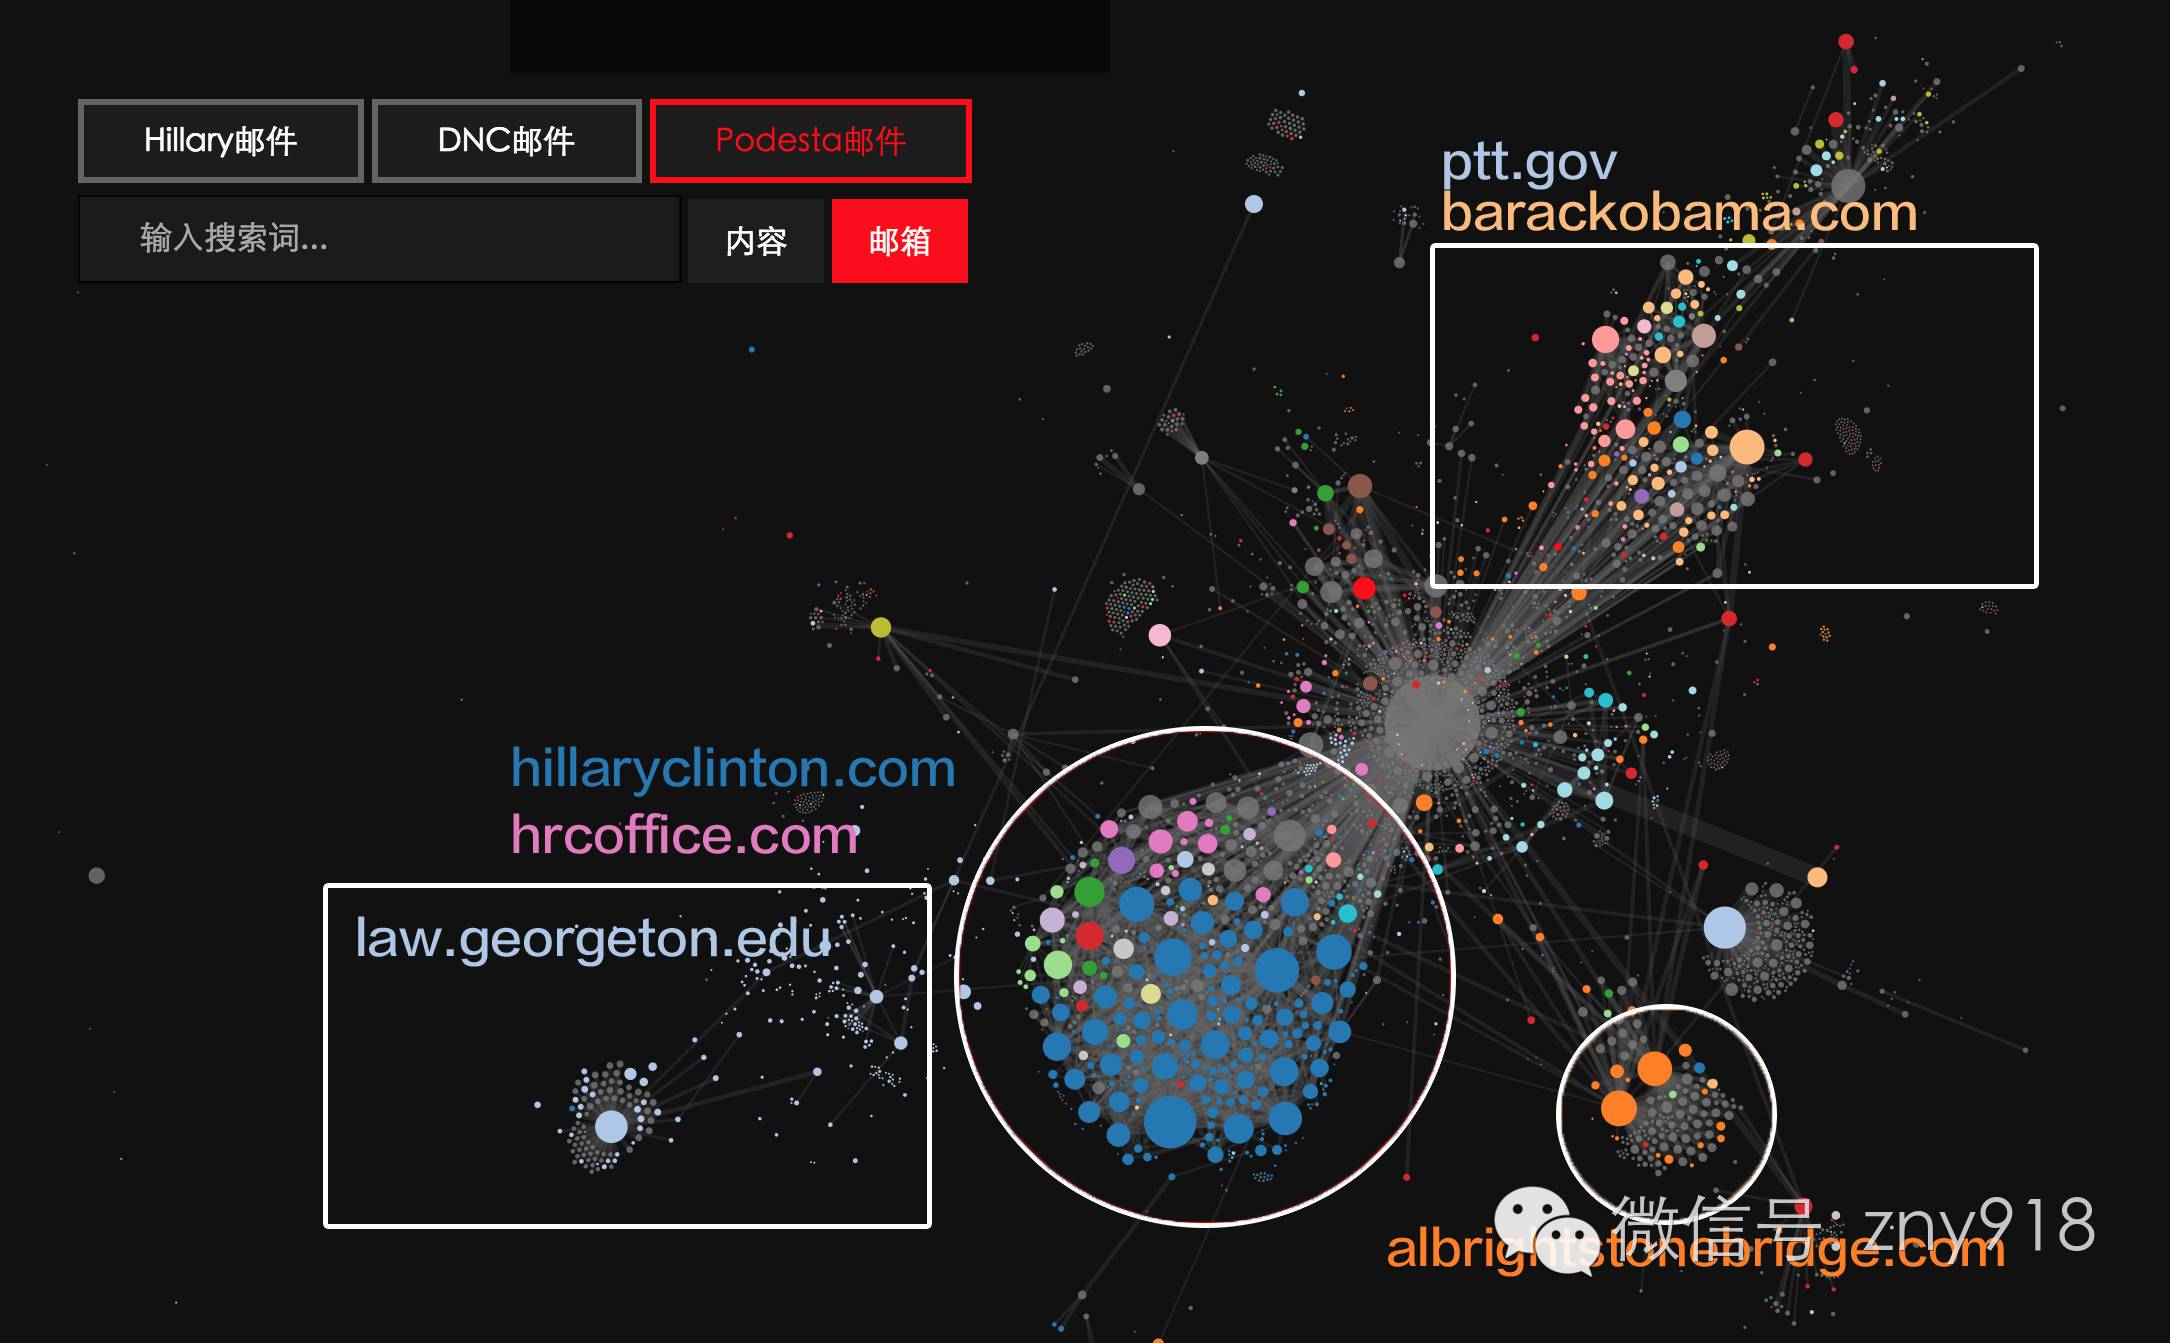 Hillary邮件
DNC邮件
Podesta邮件
输入搜索词...
内容
邮箱
ptt.gov
barackobama.com
hillaryclinton.com
hrcoffice.com
law.georgeton.edu
微信号: zny918
albrightstonebridge.com